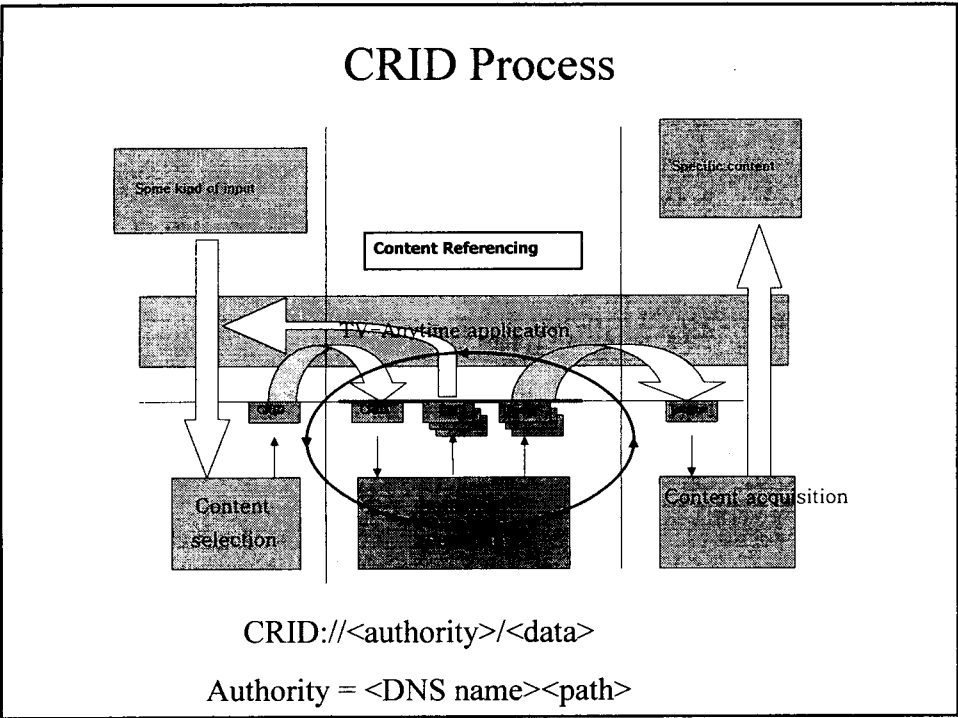 CRID Process
Some kind of input
Specific content
Content Referencing
TV-Anytime application
Content
selection
Content acquisition
CRID://<authority>/<data>
Authority = <DNS name><path>